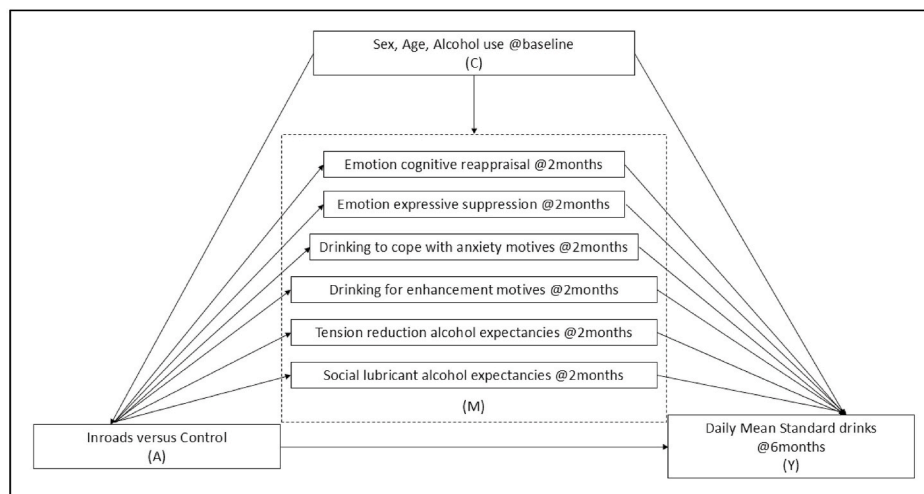 Sex, Age, Alcohol use @baseline
(C)
Emotion cognitive reappraisal @2months
Emotion expressive suppression @2months
Drinking to cope with anxiety motives @2months
Drinking for enhancement motives @2months
Tension reduction alcohol expectancies @2months
Social lubricant alcohol expectancies @2months
(M)
Inroads versus Control
(A)
Daily Mean Standard drinks
@6months
(Y)